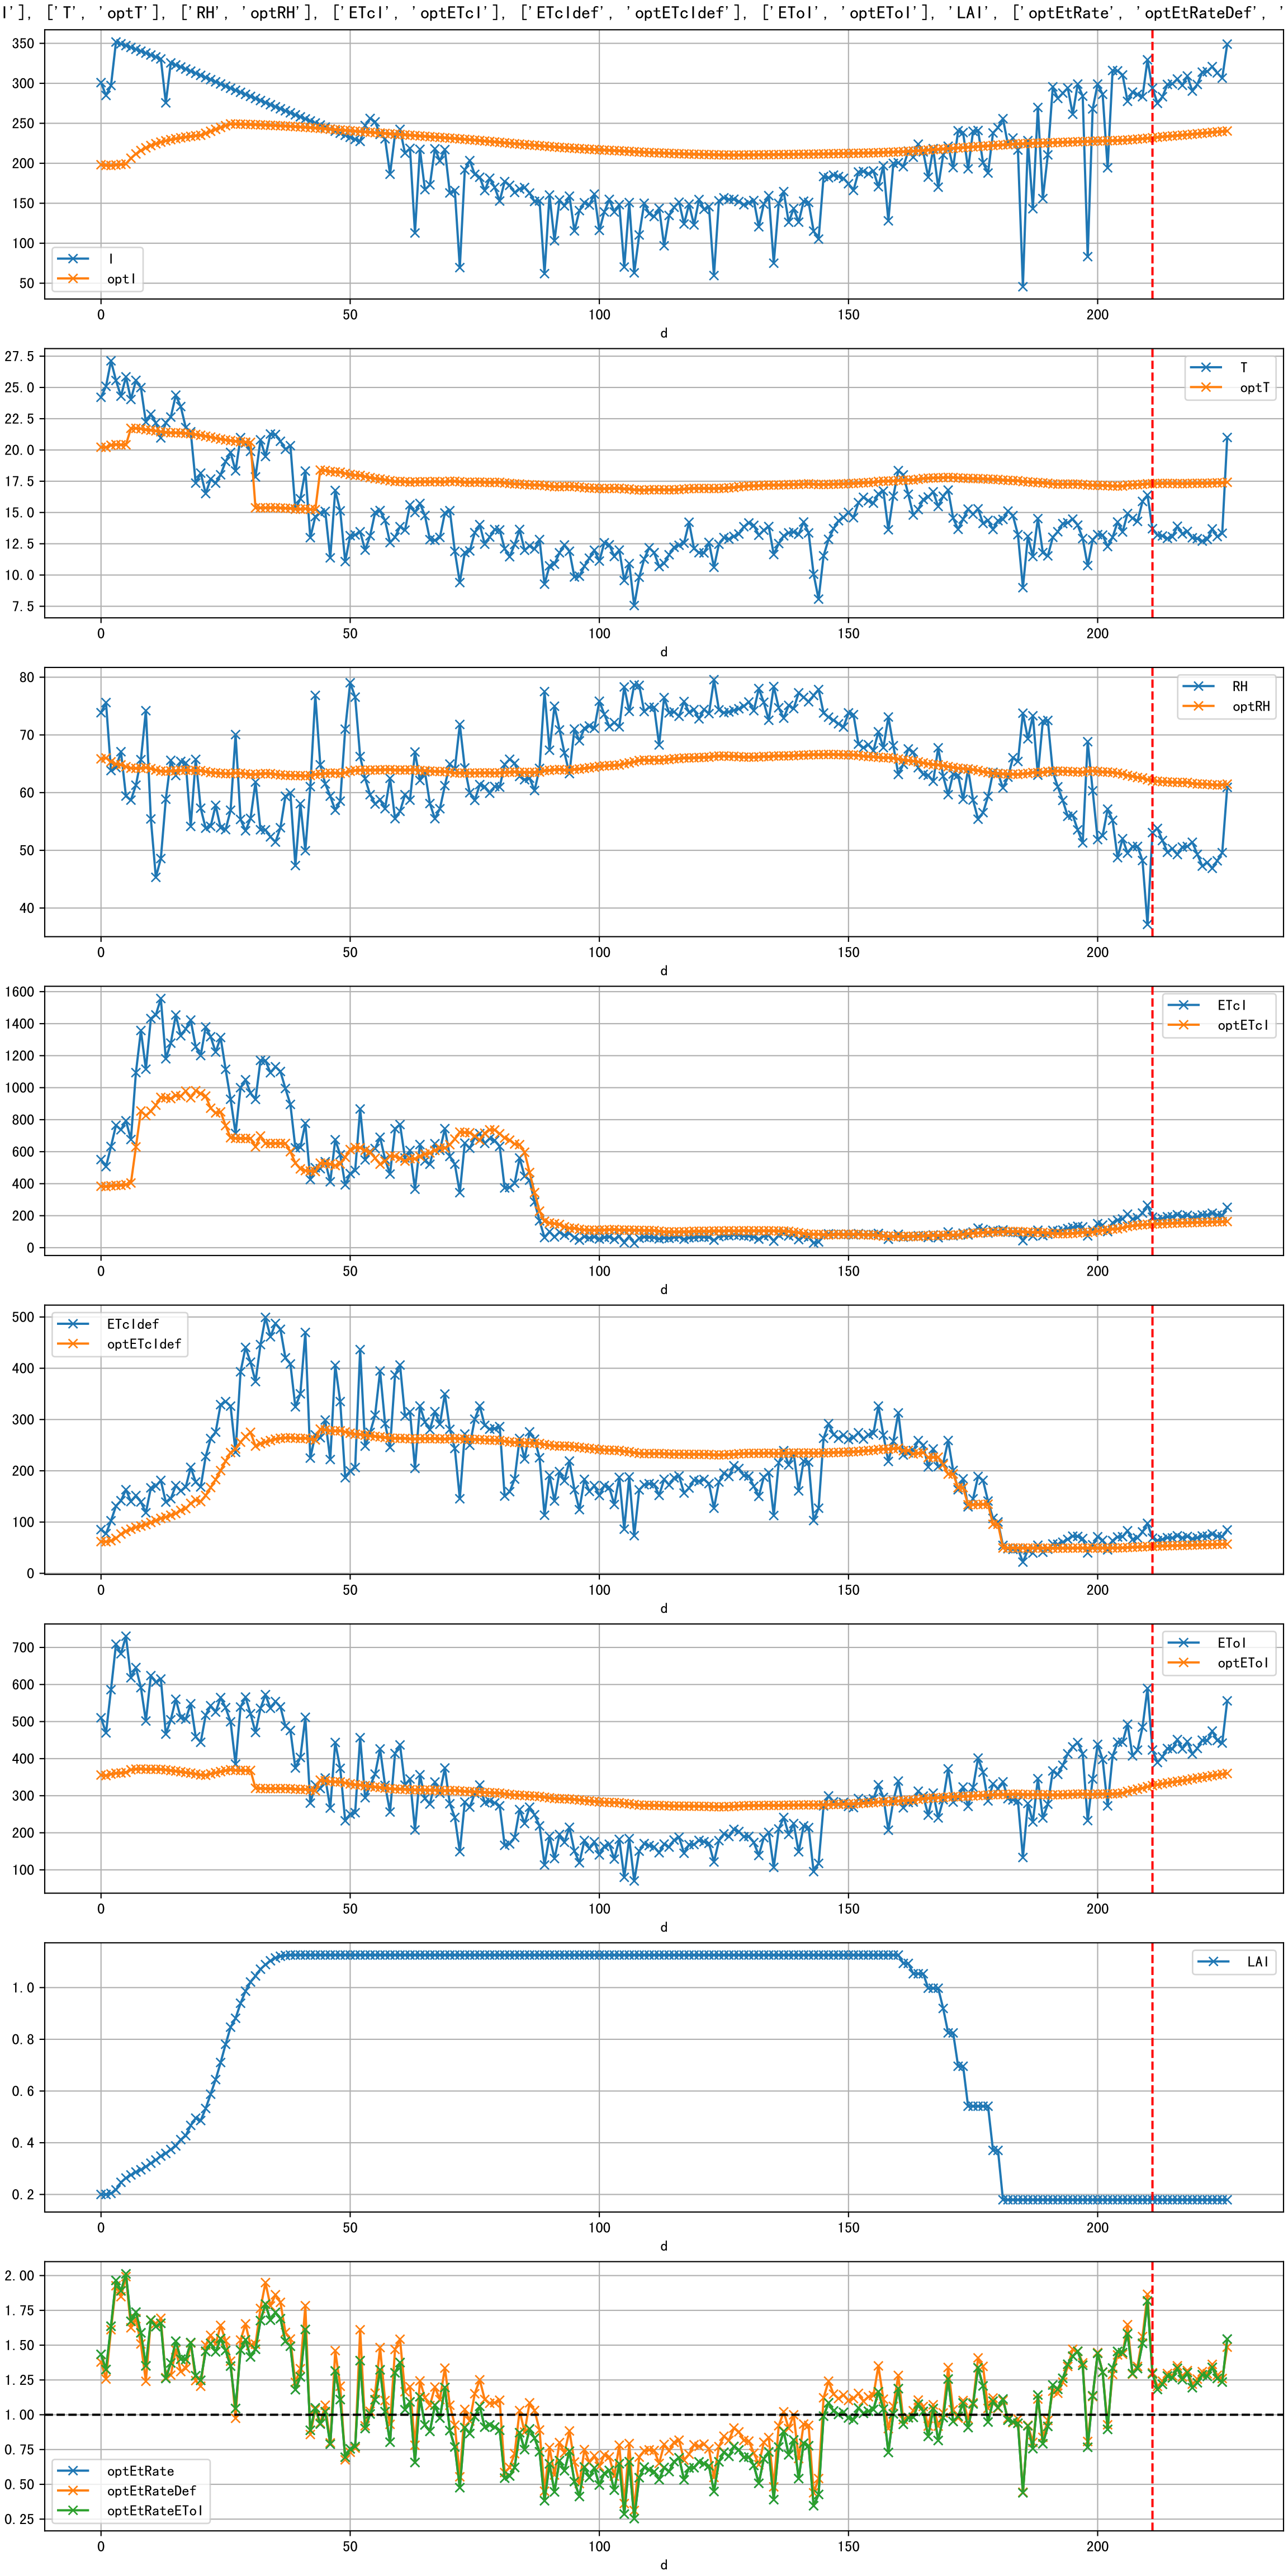 I'], ['T', 'optT'], ['RH', 'optRH'], ['ETcI', 'optETcI'], ['ETcIdef', 'optETcIdef'], ['EToI', 'optEToI'], 'LAI', ['optEtRate', 'optEtRateDef', '
350
300
250
200
150
100
50
I
optI
0 50 100 150 200
d
27.5
25.0
22.5
20.0
17.5
15.0
12.5
10.0
7.5
T
optT
0 50 100 150 200
d
80
70
60
50
40
RH
optRH
0 50 100 150 200
d
1600
1400
1200
1000
800
600
400
200
0
ETcI
optETcI
0 50 100 150 200
d
500
400
300
200
100
0
ETcIdef
optETcIdef
0 50 100 150 200
d
700
600
500
400
300
200
100
EToI
optEToI
0 50 100 150 200
d
1.0
0.8
0.6
0.4
0.2
LAI
0 50 100 150 200
d
2.00
1.75
1.50
1.25
1.00
0.75
0.50
0.25
optEtRate
optEtRateDef
optEtRateEToI
0 50 100 150 200
d